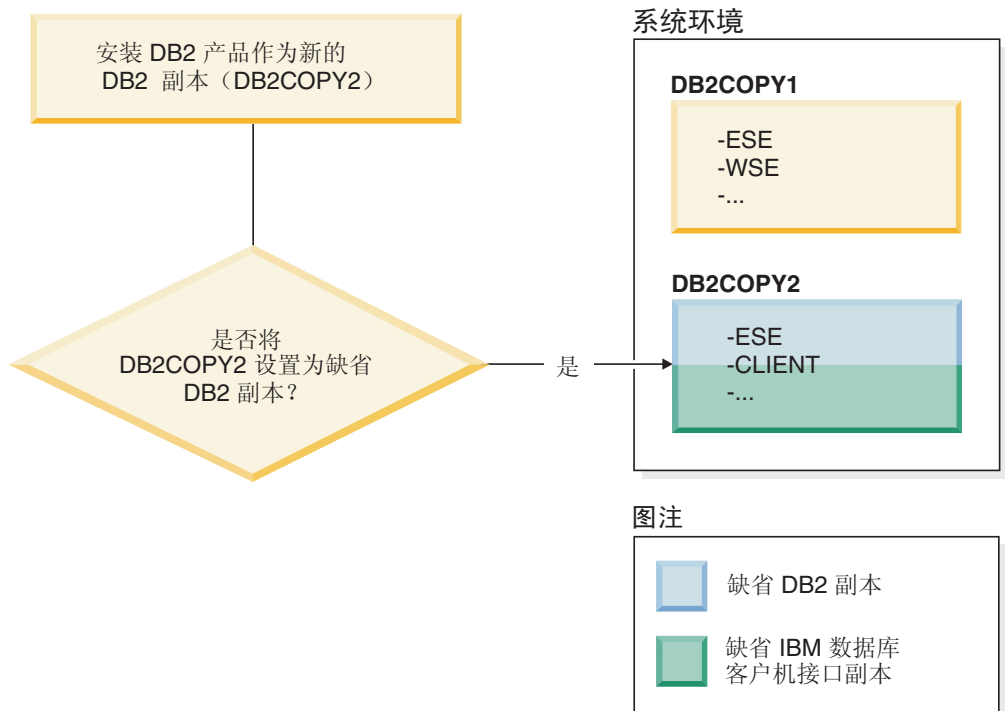 安装 DB2 产品作为新的
DB2 副本（DB2COPY2）
是否将
DB2COPY2 设置为缺省
DB2 副本？
是
系统环境
DB2COPY1
-ESE
-WSE
-...
DB2COPY2
-ESE
-CLIENT
-...
图注
缺省 DB2 副本
缺省 IBM 数据库
客户机接口副本